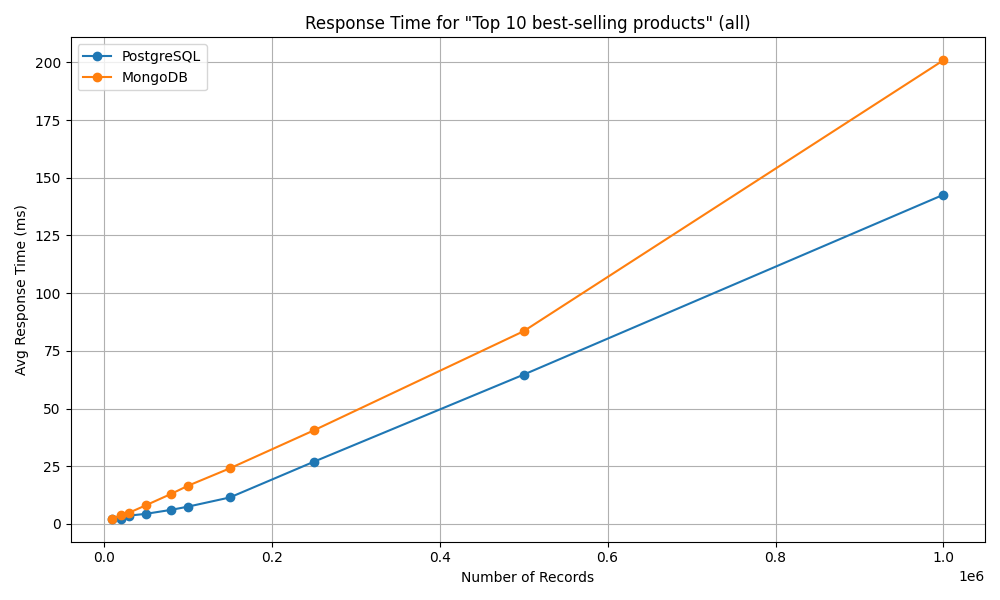 Response Time for "Top 10 best-selling products" (all)
PostgreSQL
MongoDB
Avg Response Time (ms)
200
175
150
125
100
75
50
25
0
0.0 0.2 0.4 0.6 0.8 1.0
1e6
Number of Records